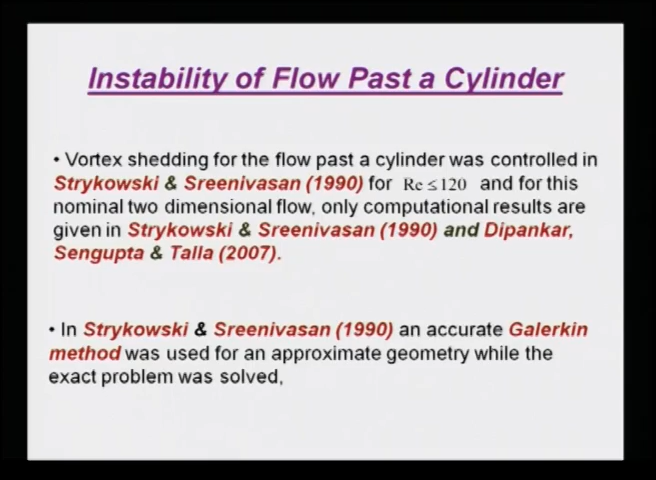 Instability of Flow Past a Cylinder
• Vortex shedding for the flow past a cylinder was controlled in
Strykowski & Sreenivasan (1990) for Re ≤ 120 and for this
nominal two dimensional flow, only computational results are
given in Strykowski & Sreenivasan (1990) and Dipankar,
Sengupta & Talla (2007).
• In Strykowski & Sreenivasan (1990) an accurate Galerkin
method was used for an approximate geometry while the
exact problem was solved,